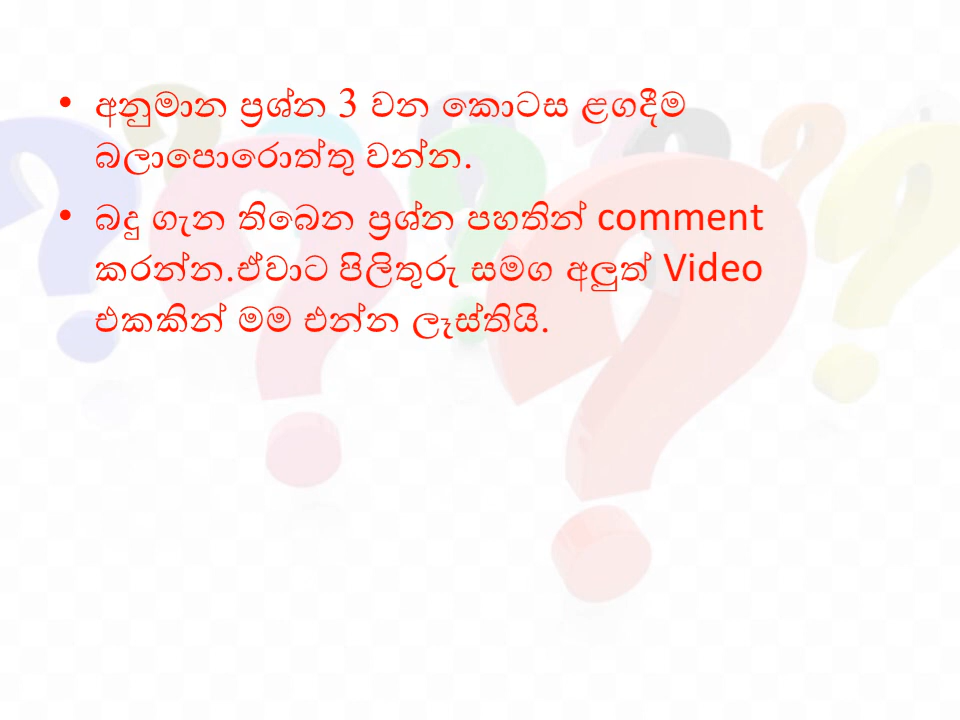 • අනුමාන ප්‍රශ්න 3 වන කොටස ළගදීම
බලාපොරොත්තු වන්න.
• බදු ගැන තිබෙන ප්‍රශ්න පහතින් comment
කරන්න.ඒවාට පිලිතුරු සමග අලුත් Video
එකකින් මම එන්න ලෑස්තියි.